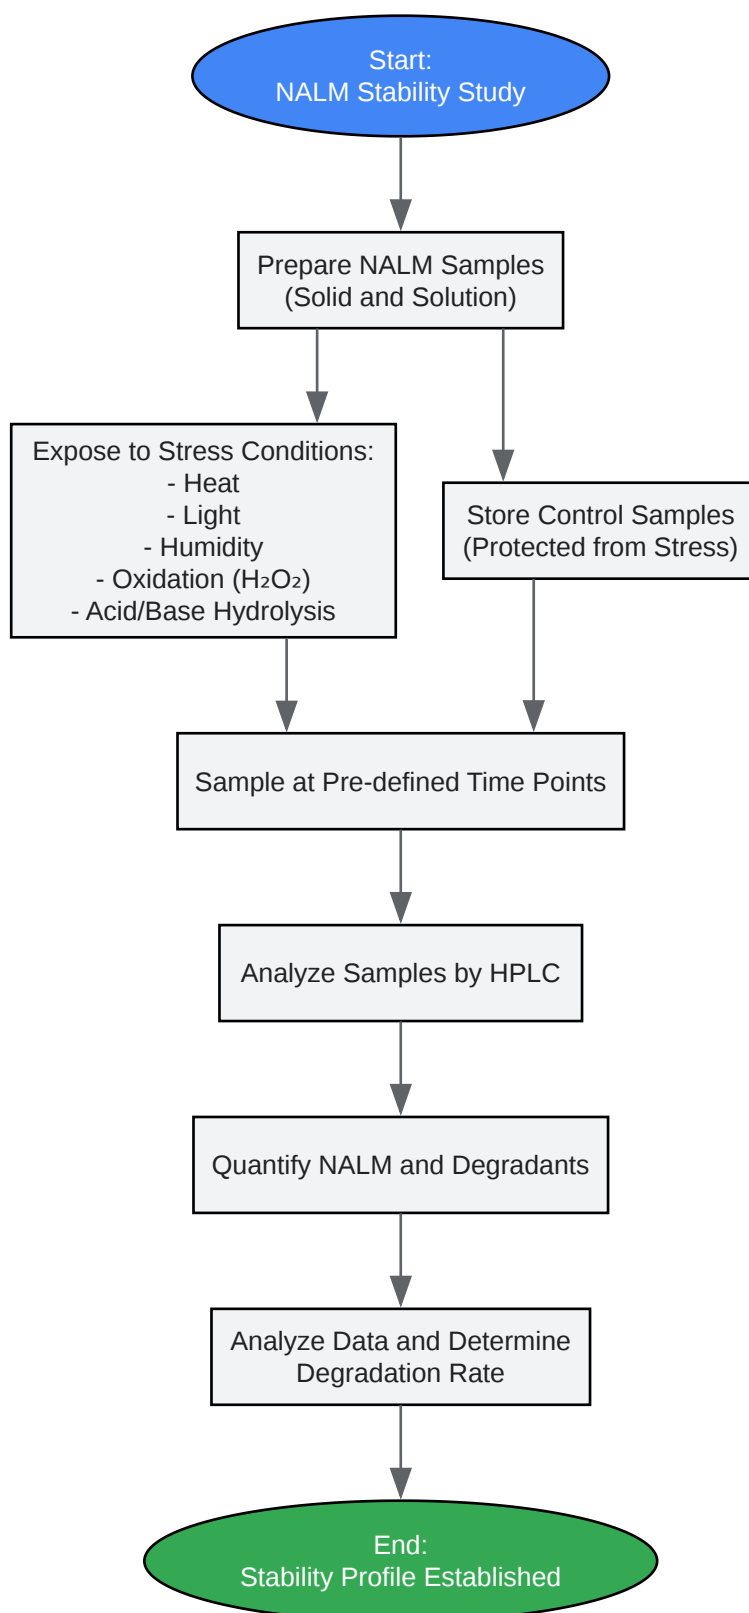 Start:
NALM Stability Study
Prepare NALM Samples
(Solid and Solution)
Expose to Stress Conditions:
- Heat
- Light
- Humidity
- Oxidation (H₂O₂)
- Acid/Base Hydrolysis
Store Control Samples
(Protected from Stress)
Sample at Pre-defined Time Points
Analyze Samples by HPLC
Quantify NALM and Degradants
Analyze Data and Determine
Degradation Rate
End:
Stability Profile Established